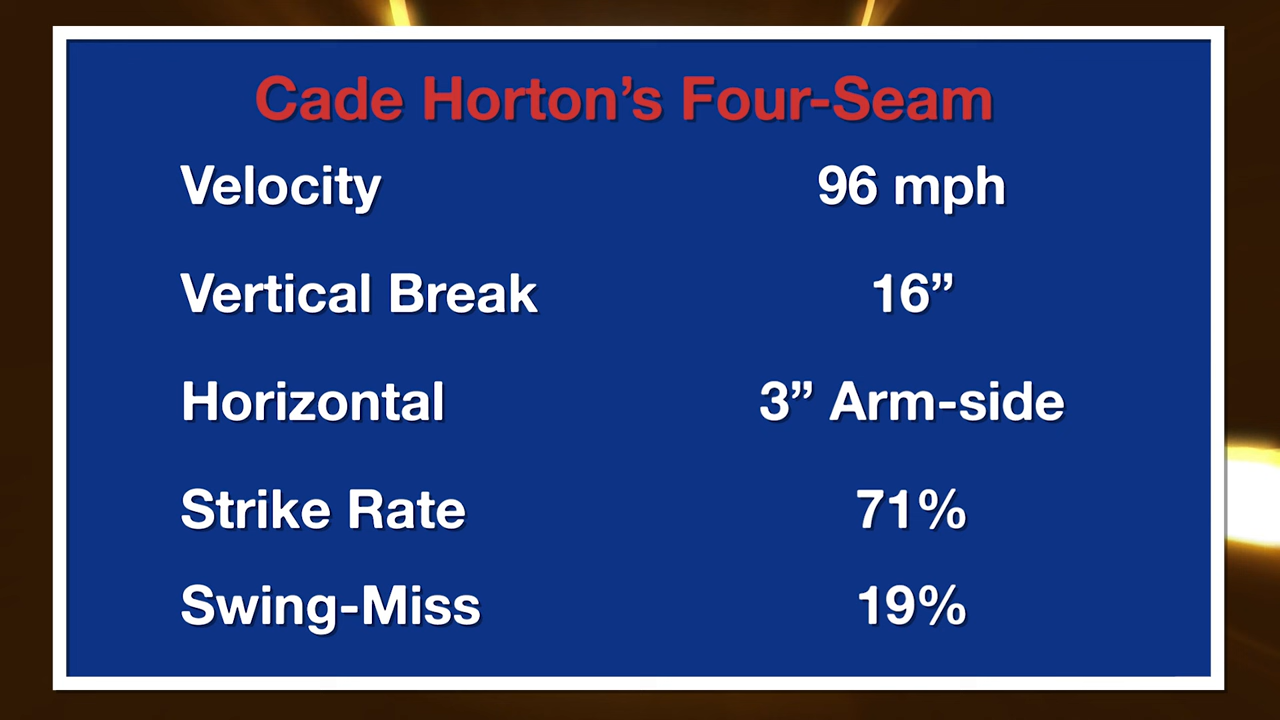 Cade Horton’s Four-Seam
Velocity 96 mph
Vertical Break 16”
Horizontal 3” Arm-side
Strike Rate 71%
Swing-Miss 19%